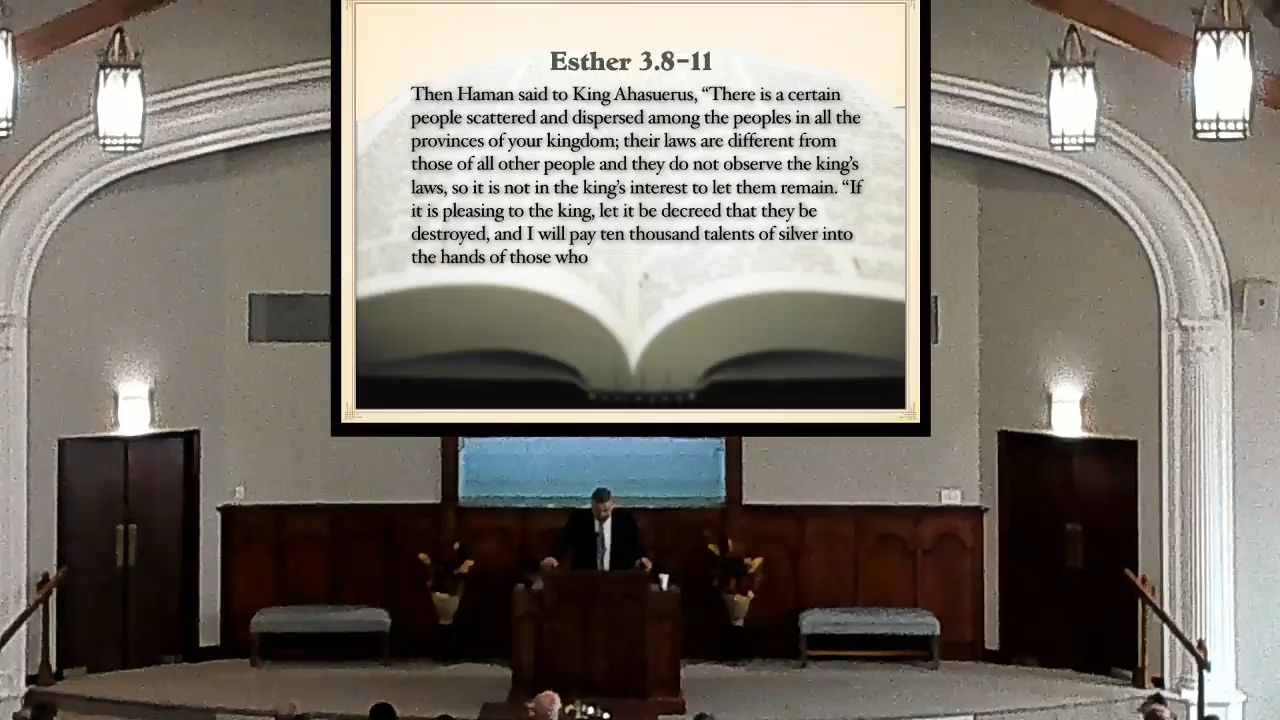 Esther 3.8-11
Then Haman said to King Ahasuerus, “There is a certain
people scattered and dispersed among the peoples in all the
provinces of your kingdom; their laws are different from
those of all other people and they do not observe the king’s
laws, so it is not in the king’s interest to let them remain. “If
it is pleasing to the king, let it be decreed that they be
destroyed, and I will pay ten thousand talents of silver into
the hands of those who